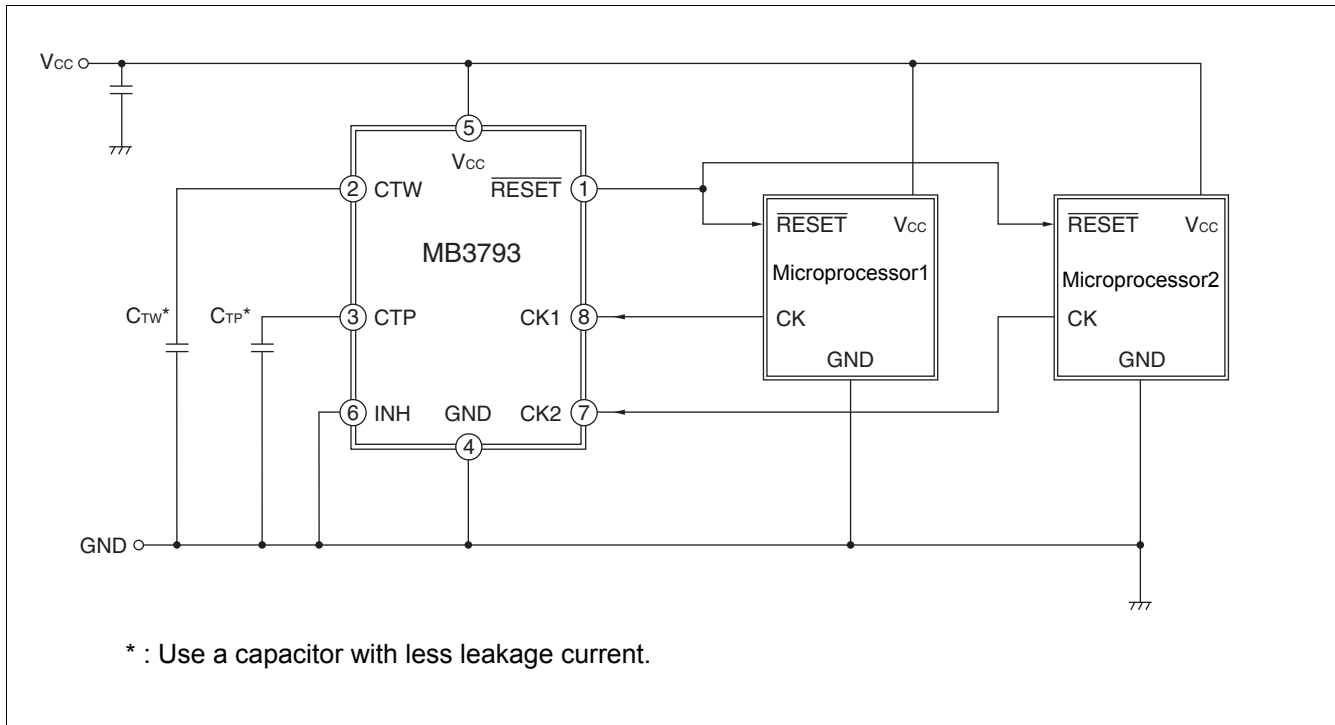 VCC
5
VCC
2 CTW
RESET 1
RESET VCC
RESET VCC
MB3793
Microprocessor1
Microprocessor2
CTW*
CTP*
3 CTP
CK1 8
CK
CK
GND
GND
6 INH
GND
CK2 7
4
GND
* : Use a capacitor with less leakage current.